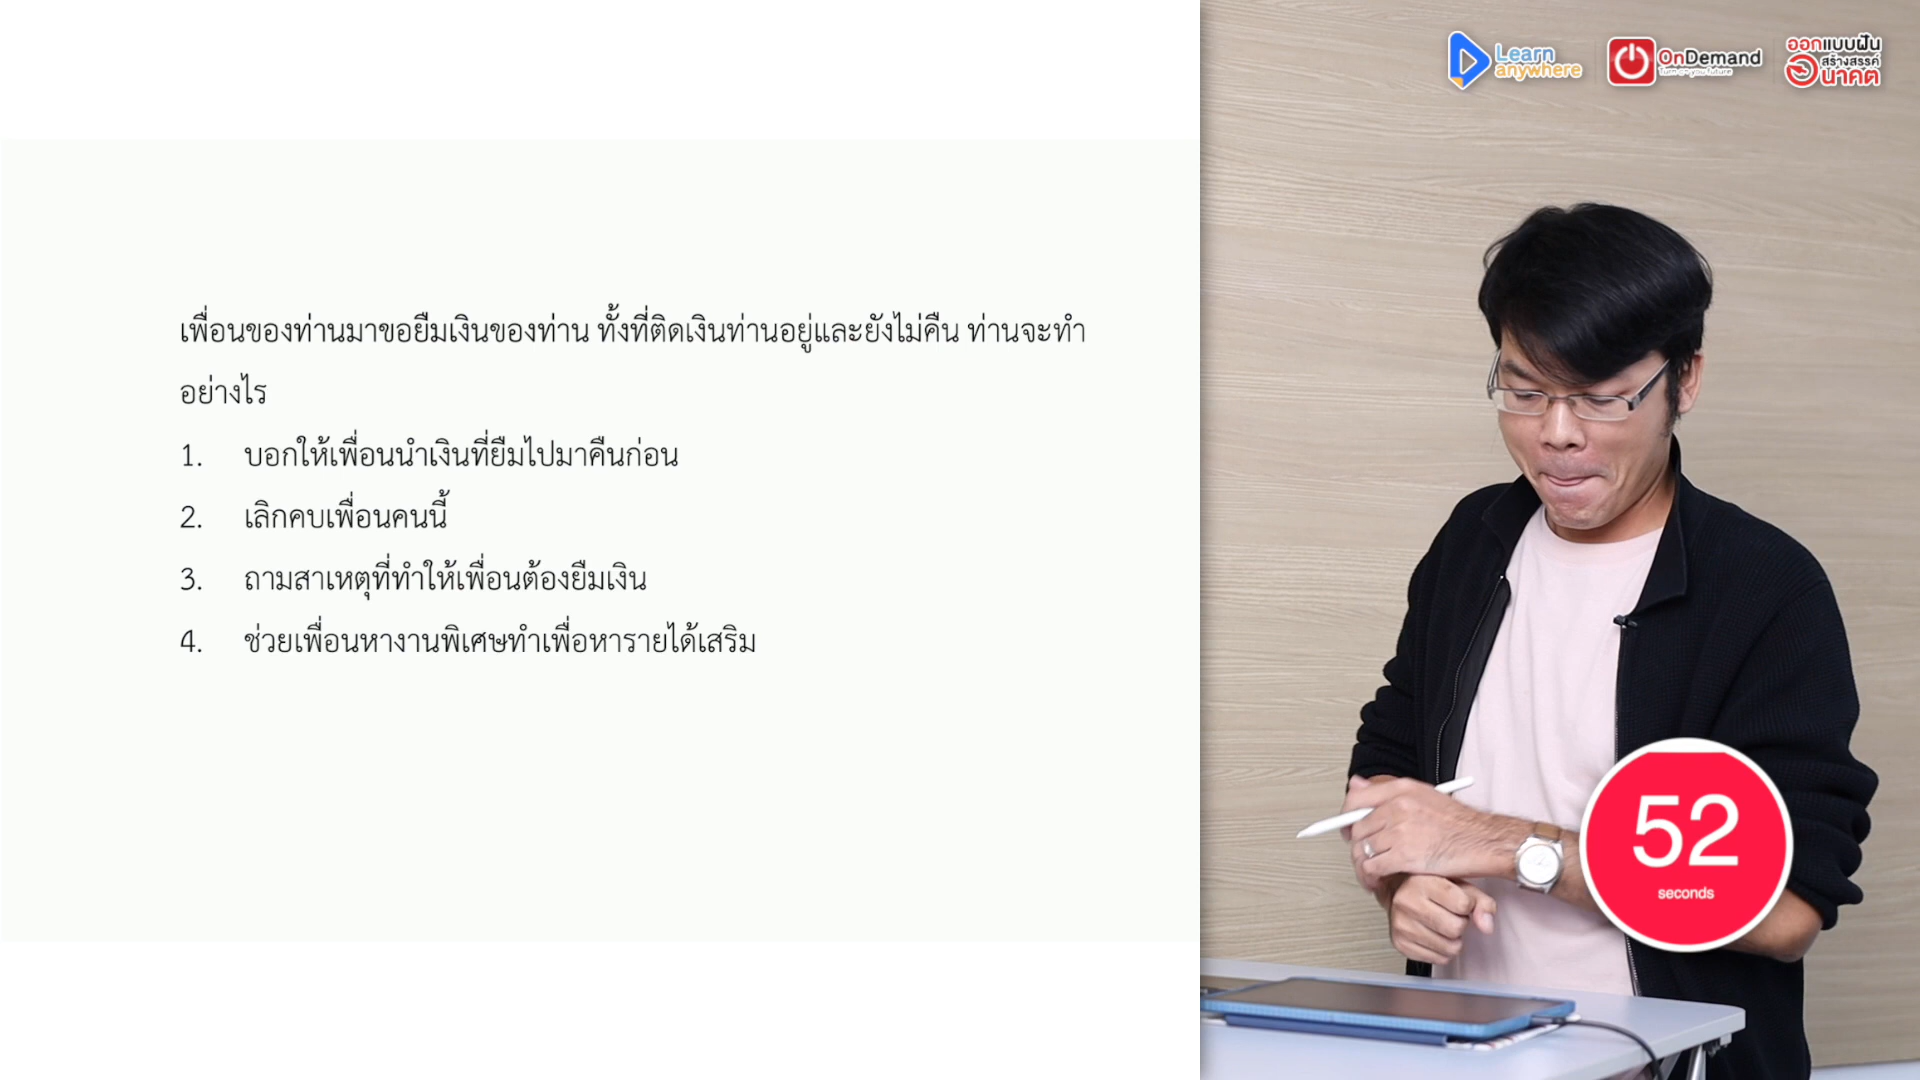 Learn
anywhere
OnDemand
ออกแบบฝัน
สร้างสรรค์
อนาคต
เพื่อนของท่านมาขอยืมเงินของท่าน ทั้งที่ติดเงินท่านอยู่และยังไม่คืน ท่านจะทำ
อย่างไร
1. บอกให้เพื่อนนำเงินที่ยืมไปมาคืนก่อน
2. เลิกคบเพื่อนคนนี้
3. ถามสาเหตุที่ทำให้เพื่อนต้องยืมเงิน
4. ช่วยเพื่อนหางานพิเศษทำเพื่อหารายได้เสริม
52
seconds